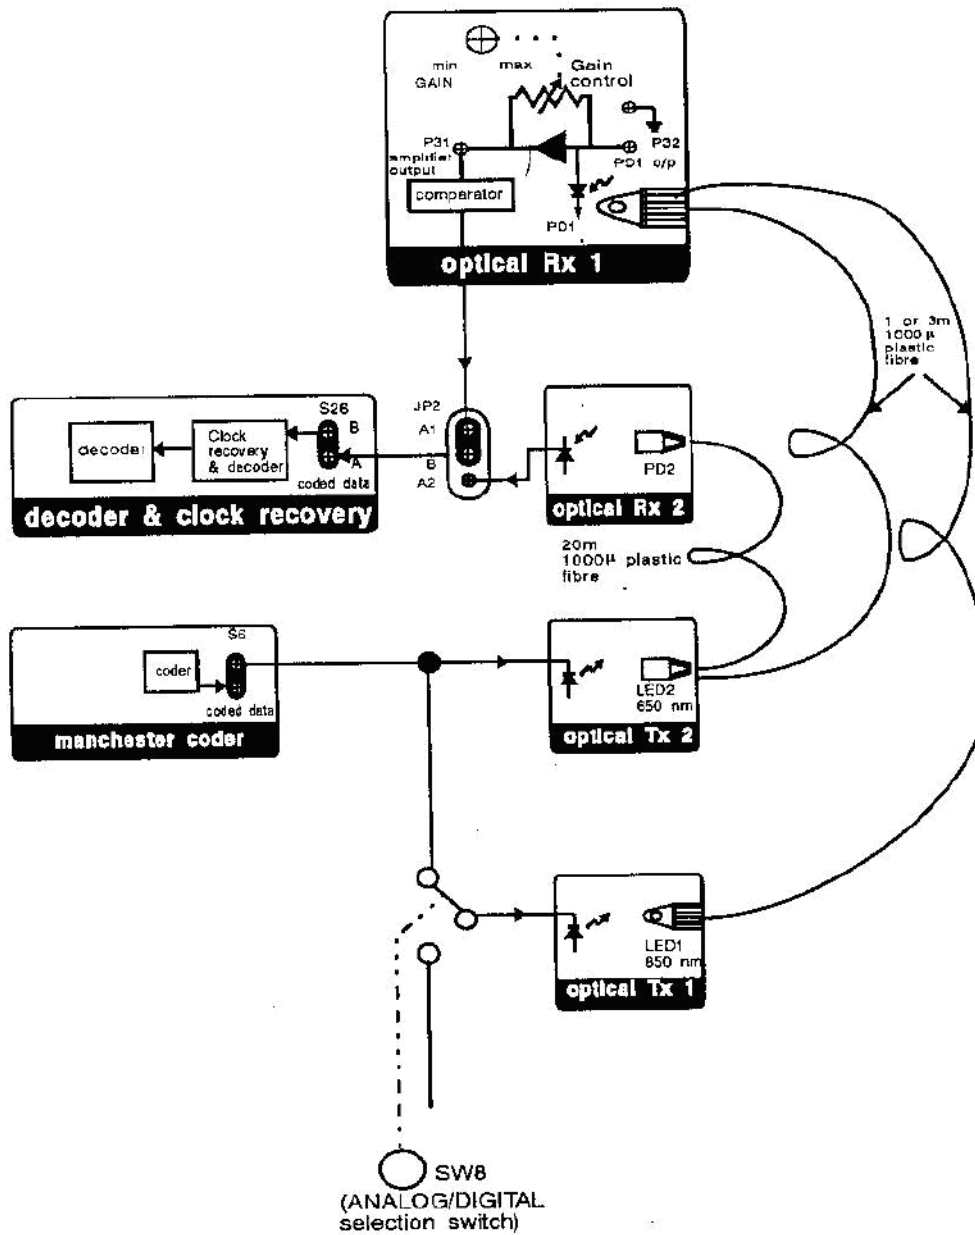 min
max
GAIN
Gain
control
P31
amplifier
output
P32
PD1 o/p
comparator
PD1
optical Rx 1
1 or 3m
1000μ
plastic
fibre
JP2
A1
B
A2
S26
B
A
decoder
Clock
recovery
& decoder
coded data
decoder & clock recovery
PD2
optical Rx 2
20m
1000μ plastic
fibre
S6
coder
coded data
manchester coder
LED2
650 nm
optical Tx 2
LED1
850 nm
optical Tx 1
SW8
(ANALOG/DIGITAL
selection switch)